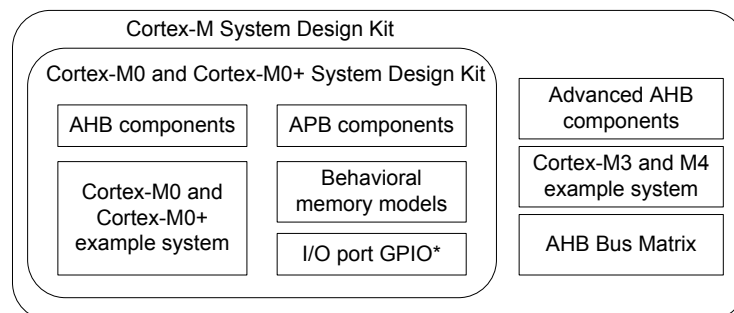 Cortex-M System Design Kit
Cortex-M0 and Cortex-M0+ System Design Kit
AHB components
APB components
Cortex-M0 and
Cortex-M0+
example system
Behavioral
memory models
I/O port GPIO*
Advanced AHB
components
Cortex-M3 and M4
example system
AHB Bus Matrix